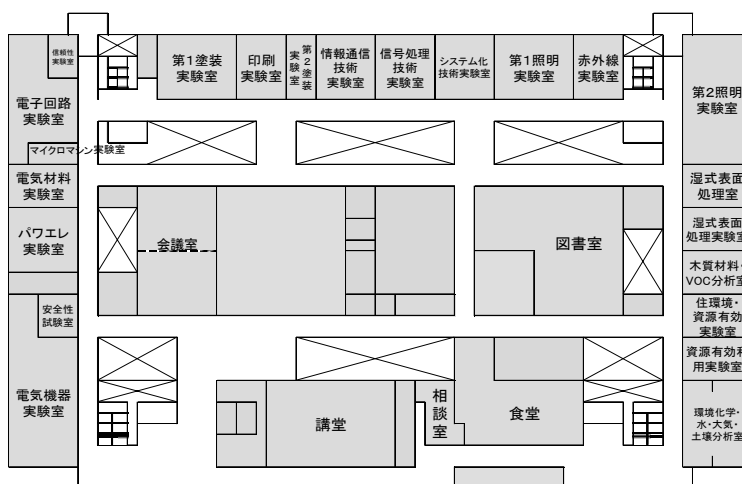 信頼性
実験室
第1塗装
実験室
印刷
実験室
第2塗装
実験室
情報通信
技術
実験室
信号処理
技術
実験室
システム化
技術実験室
第1照明
実験室
赤外線
実験室
第2照明
実験室
電子回路
実験室
マイクロマシン実験室
電気材料
実験室
湿式表面
処理室
パワエレ
実験室
会議室
図書室
湿式表面
処理実験室
木質材料・
VOC分析室
安全性
試験室
住環境・
資源有効
実験室
資源有効利
用実験室
電気機器
実験室
講堂
相談室
食堂
環境化学・
水・大気・
土壌分析室